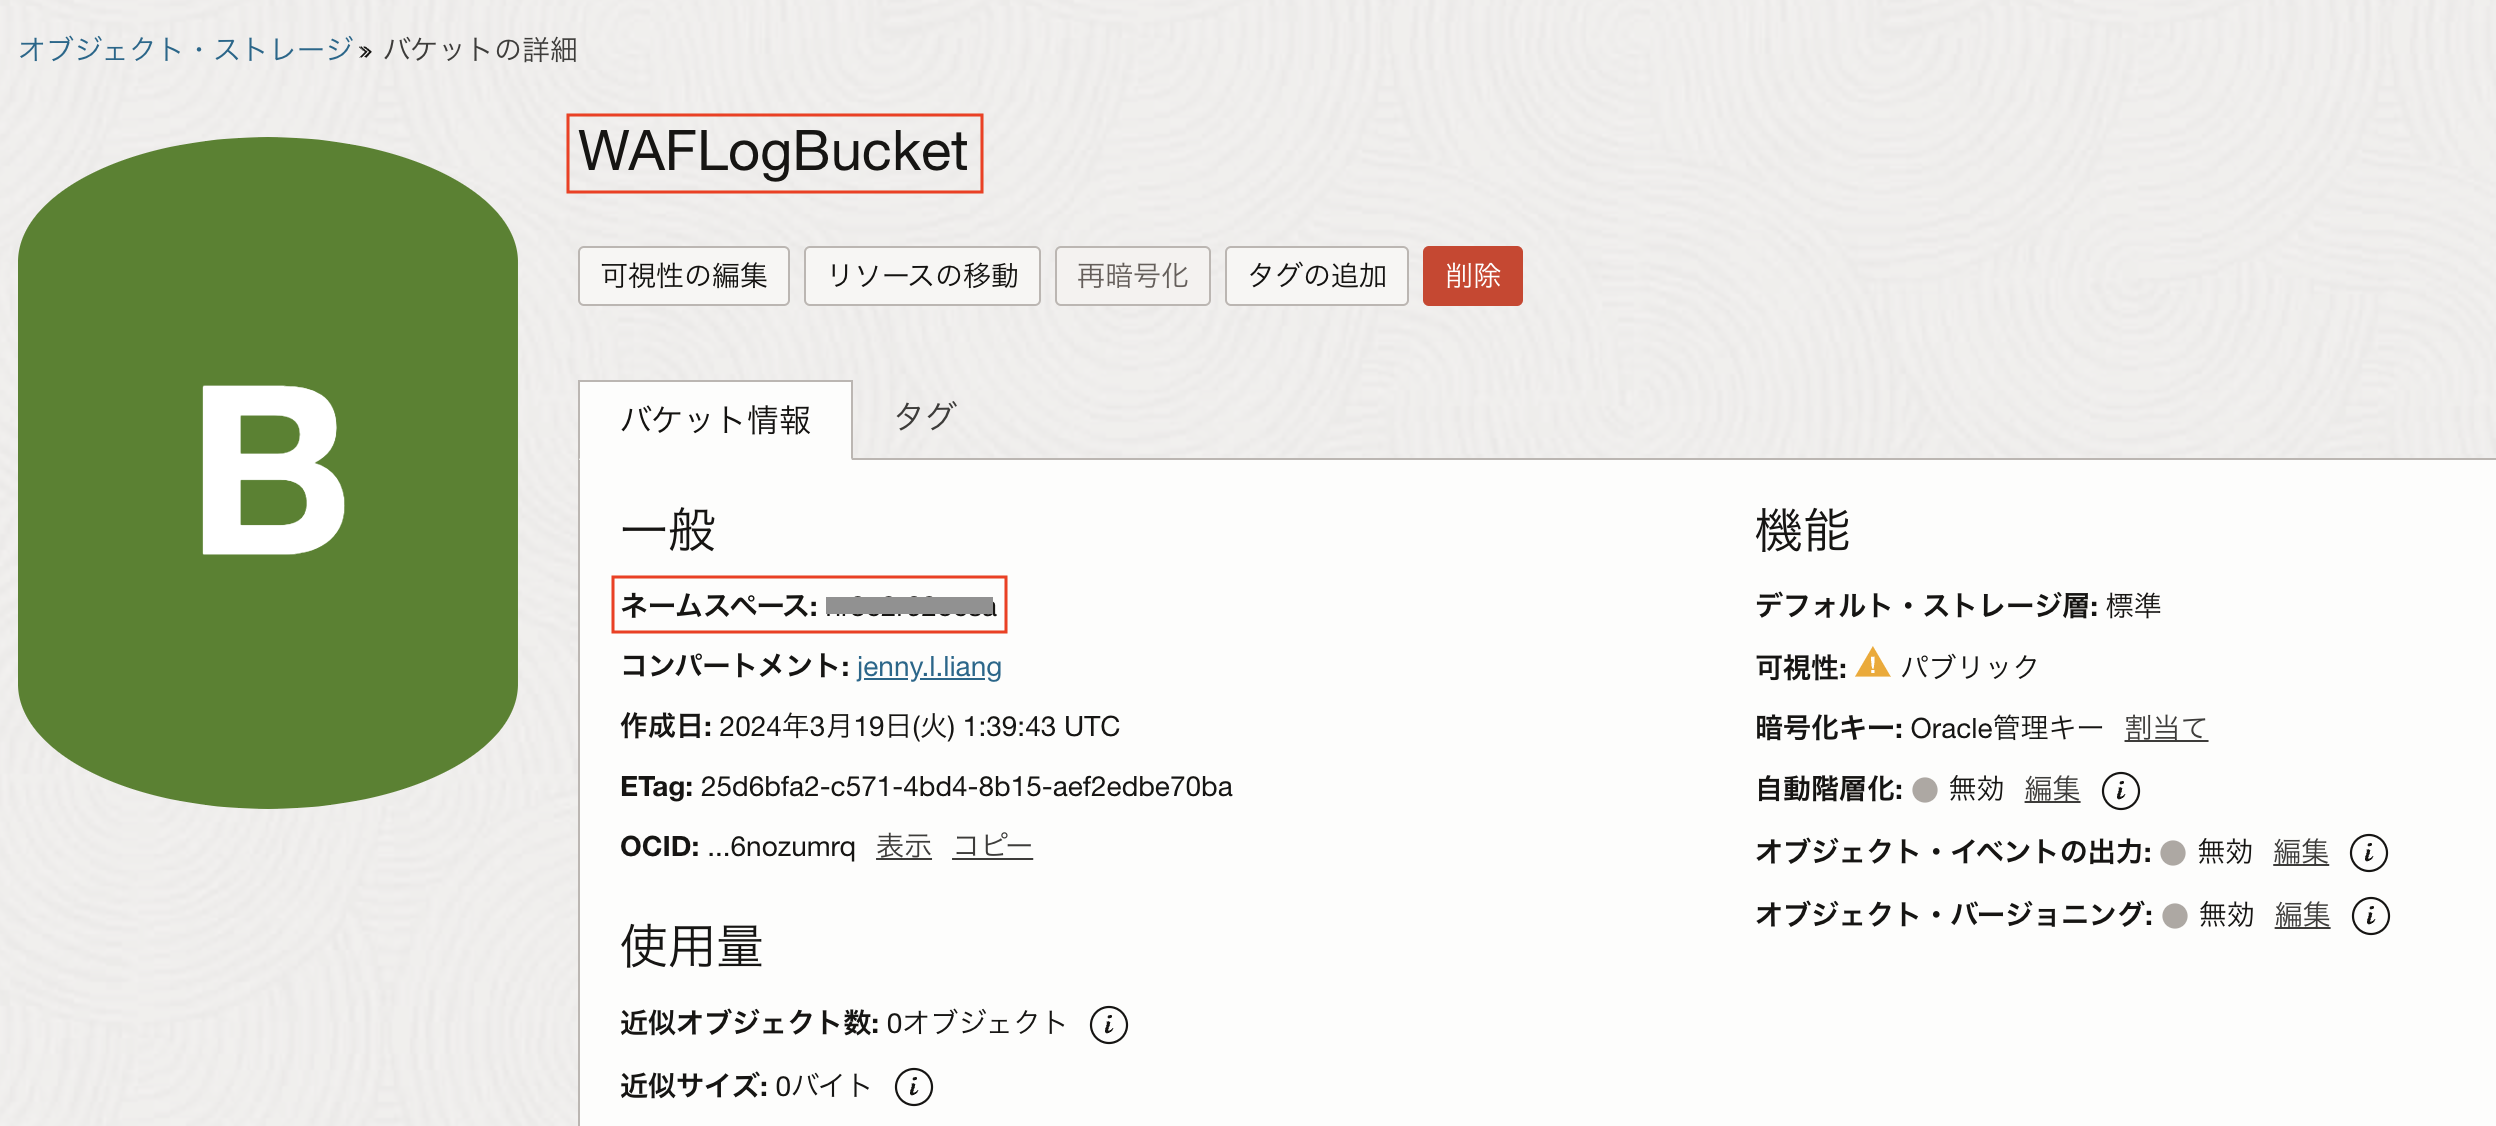 オブジェクト・ストレージ » バケットの詳細
WAFLogBucket
可視性の編集 リソースの移動 再暗号化 タグの追加 削除
B
バケット情報 タグ
一般
ネームスペース:
コンパートメント: jenny.l.liang
作成日: 2024年3月19日(火) 1:39:43 UTC
ETag: 25d6bfa2-c571-4bd4-8b15-aef2edbe70ba
OCID: ...6nozumrq 表示 コピー
使用量
近似オブジェクト数: 0オブジェクト i
近似サイズ: 0バイト i
機能
デフォルト・ストレージ層: 標準
可視性: パブリック
暗号化キー: Oracle管理キー 割当て
自動階層化: 無効 編集 i
オブジェクト・イベントの出力: 無効 編集 i
オブジェクト・バージョニング: 無効 編集 i